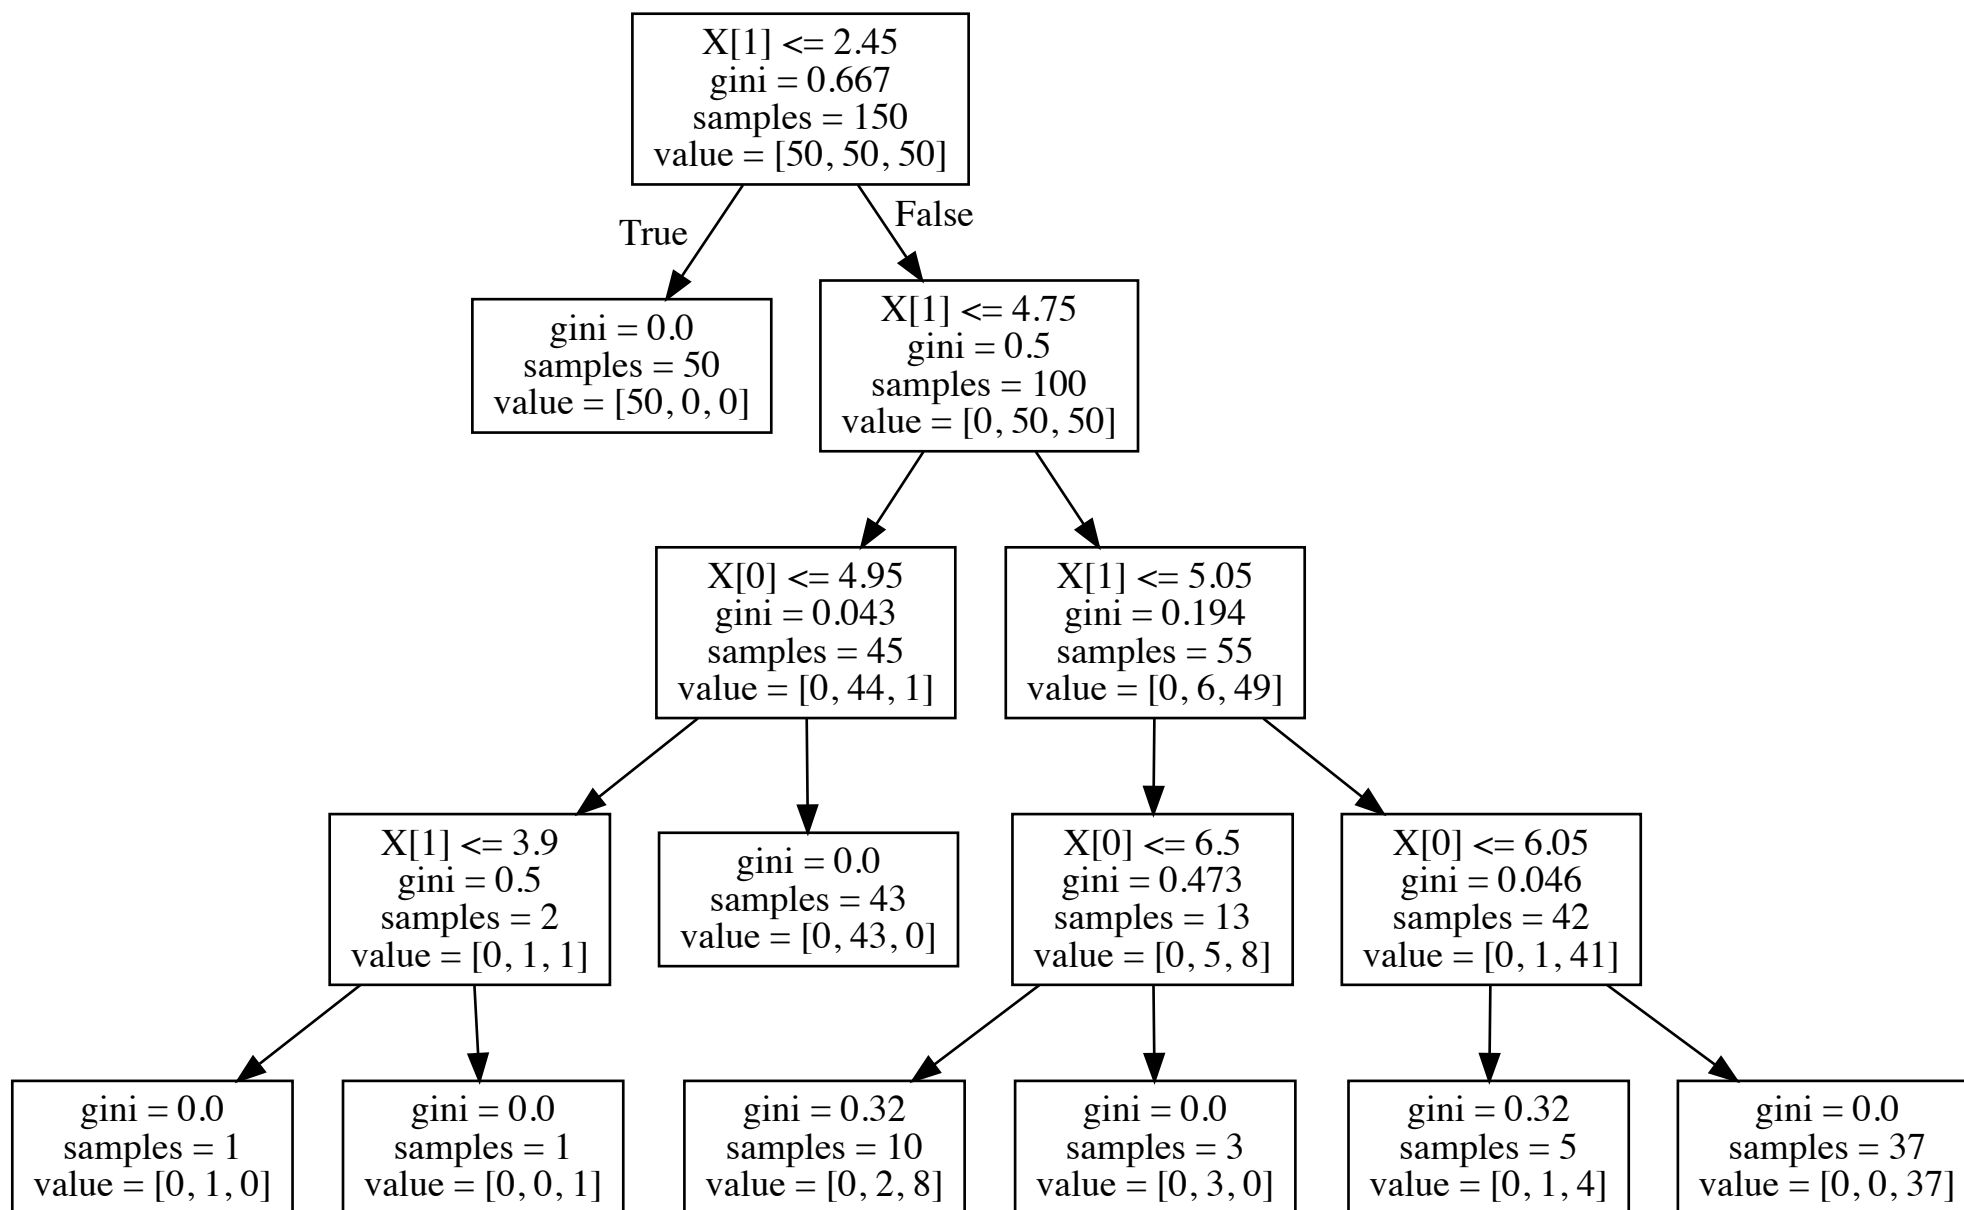 X[1] <= 2.45
gini = 0.667
samples = 150
value = [50, 50, 50]
True
False
gini = 0.0
samples = 50
value = [50, 0, 0]
X[1] <= 4.75
gini = 0.5
samples = 100
value = [0, 50, 50]
X[0] <= 4.95
gini = 0.043
samples = 45
value = [0, 44, 1]
X[1] <= 5.05
gini = 0.194
samples = 55
value = [0, 6, 49]
X[1] <= 3.9
gini = 0.5
samples = 2
value = [0, 1, 1]
gini = 0.0
samples = 43
value = [0, 43, 0]
X[0] <= 6.5
gini = 0.473
samples = 13
value = [0, 5, 8]
X[0] <= 6.05
gini = 0.046
samples = 42
value = [0, 1, 41]
gini = 0.0
samples = 1
value = [0, 1, 0]
gini = 0.0
samples = 1
value = [0, 0, 1]
gini = 0.32
samples = 10
value = [0, 2, 8]
gini = 0.0
samples = 3
value = [0, 3, 0]
gini = 0.32
samples = 5
value = [0, 1, 4]
gini = 0.0
samples = 37
value = [0, 0, 37]